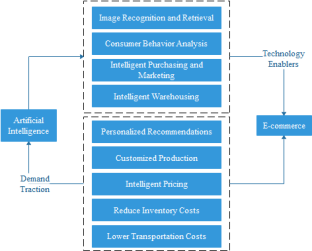 Image Recognition and Retrieval
Consumer Behavior Analysis
Intelligent Purchasing and
Marketing
Intelligent Warehousing
Technology
Enablers
Artificial
Intelligence
E-commerce
Demand
Traction
Personalized Recommendations
Customized Production
Intelligent Pricing
Reduce Inventory Costs
Lower Transportation Costs